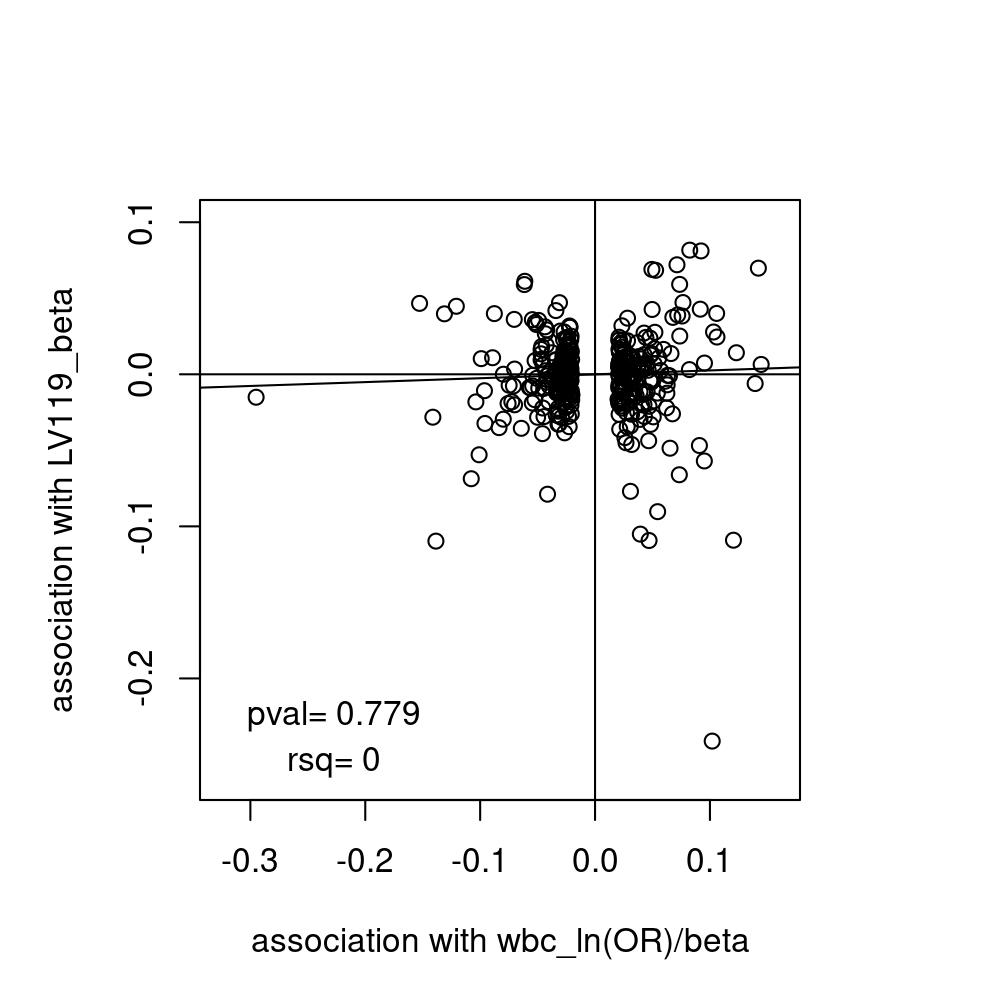 0.1
0.0
-0.1
-0.2
association with LV119_beta
pval= 0.779
rsq= 0
-0.3 -0.2 -0.1 0.0 0.1
association with wbc_ln(OR)/beta